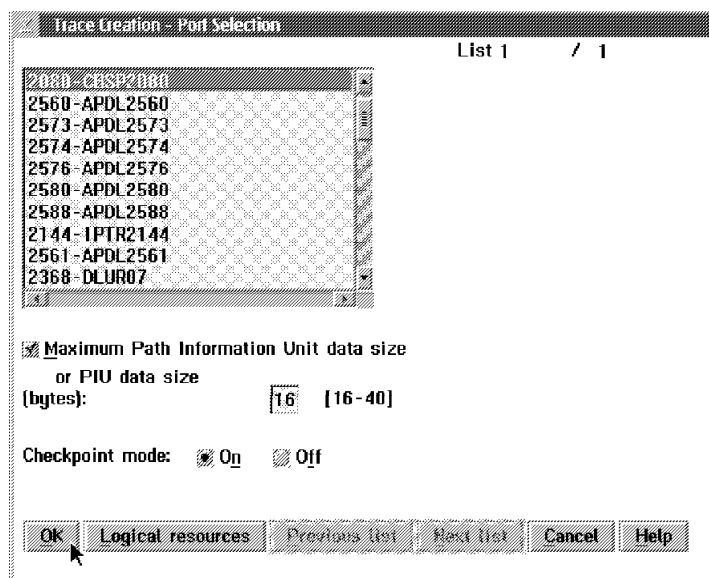 Trace Creation - Port Selection
List 1 / 1
2080-CBSP2080
2560-APDL2560
2573-APDL2573
2574-APDL2574
2576-APDL2576
2580-APDL2580
2588-APDL2588
2144-1PTR2144
2561-APDL2561
2368-DLUR07
Maximum Path Information Unit data size
or PIU data size
(bytes): 16 [16-40]
Checkpoint mode: On Off
OK Logical resources Previous list Next list Cancel Help